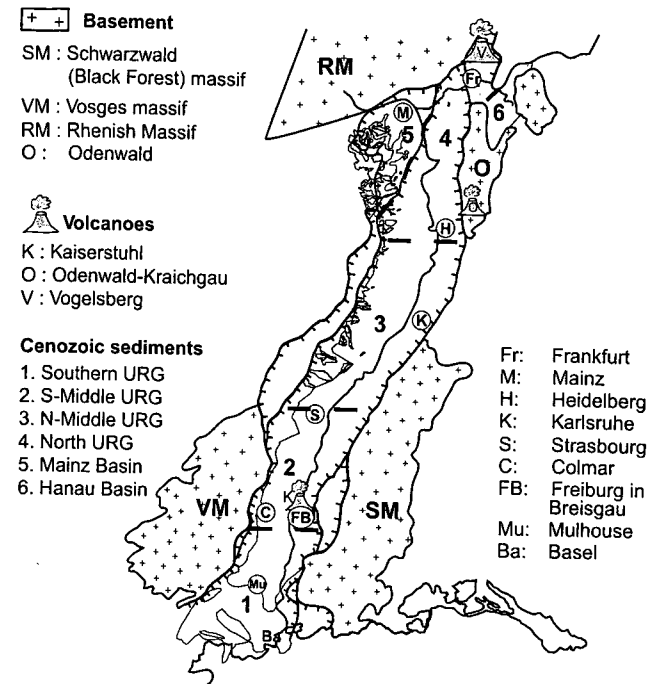 + + Basement
SM : Schwarzwald
(Black Forest) massif
VM : Vosges massif
RM : Rhenish Massif
O : Odenwald
Volcanoes
K : Kaiserstuhl
O : Odenwald-Kraichgau
V : Vogelsberg
Cenozoic sediments
1. Southern URG
2. S-Middle URG
3. N-Middle URG
4. North URG
5. Mainz Basin
6. Hanau Basin
RM
V
Fr
6
M
5
4
O
O
H
3
K
S
2
VM
K
C
FB
SM
Mu
1
Ba
Fr: Frankfurt
M: Mainz
H: Heidelberg
K: Karlsruhe
S: Strasbourg
C: Colmar
FB: Freiburg in
Breisgau
Mu: Mulhouse
Ba: Basel